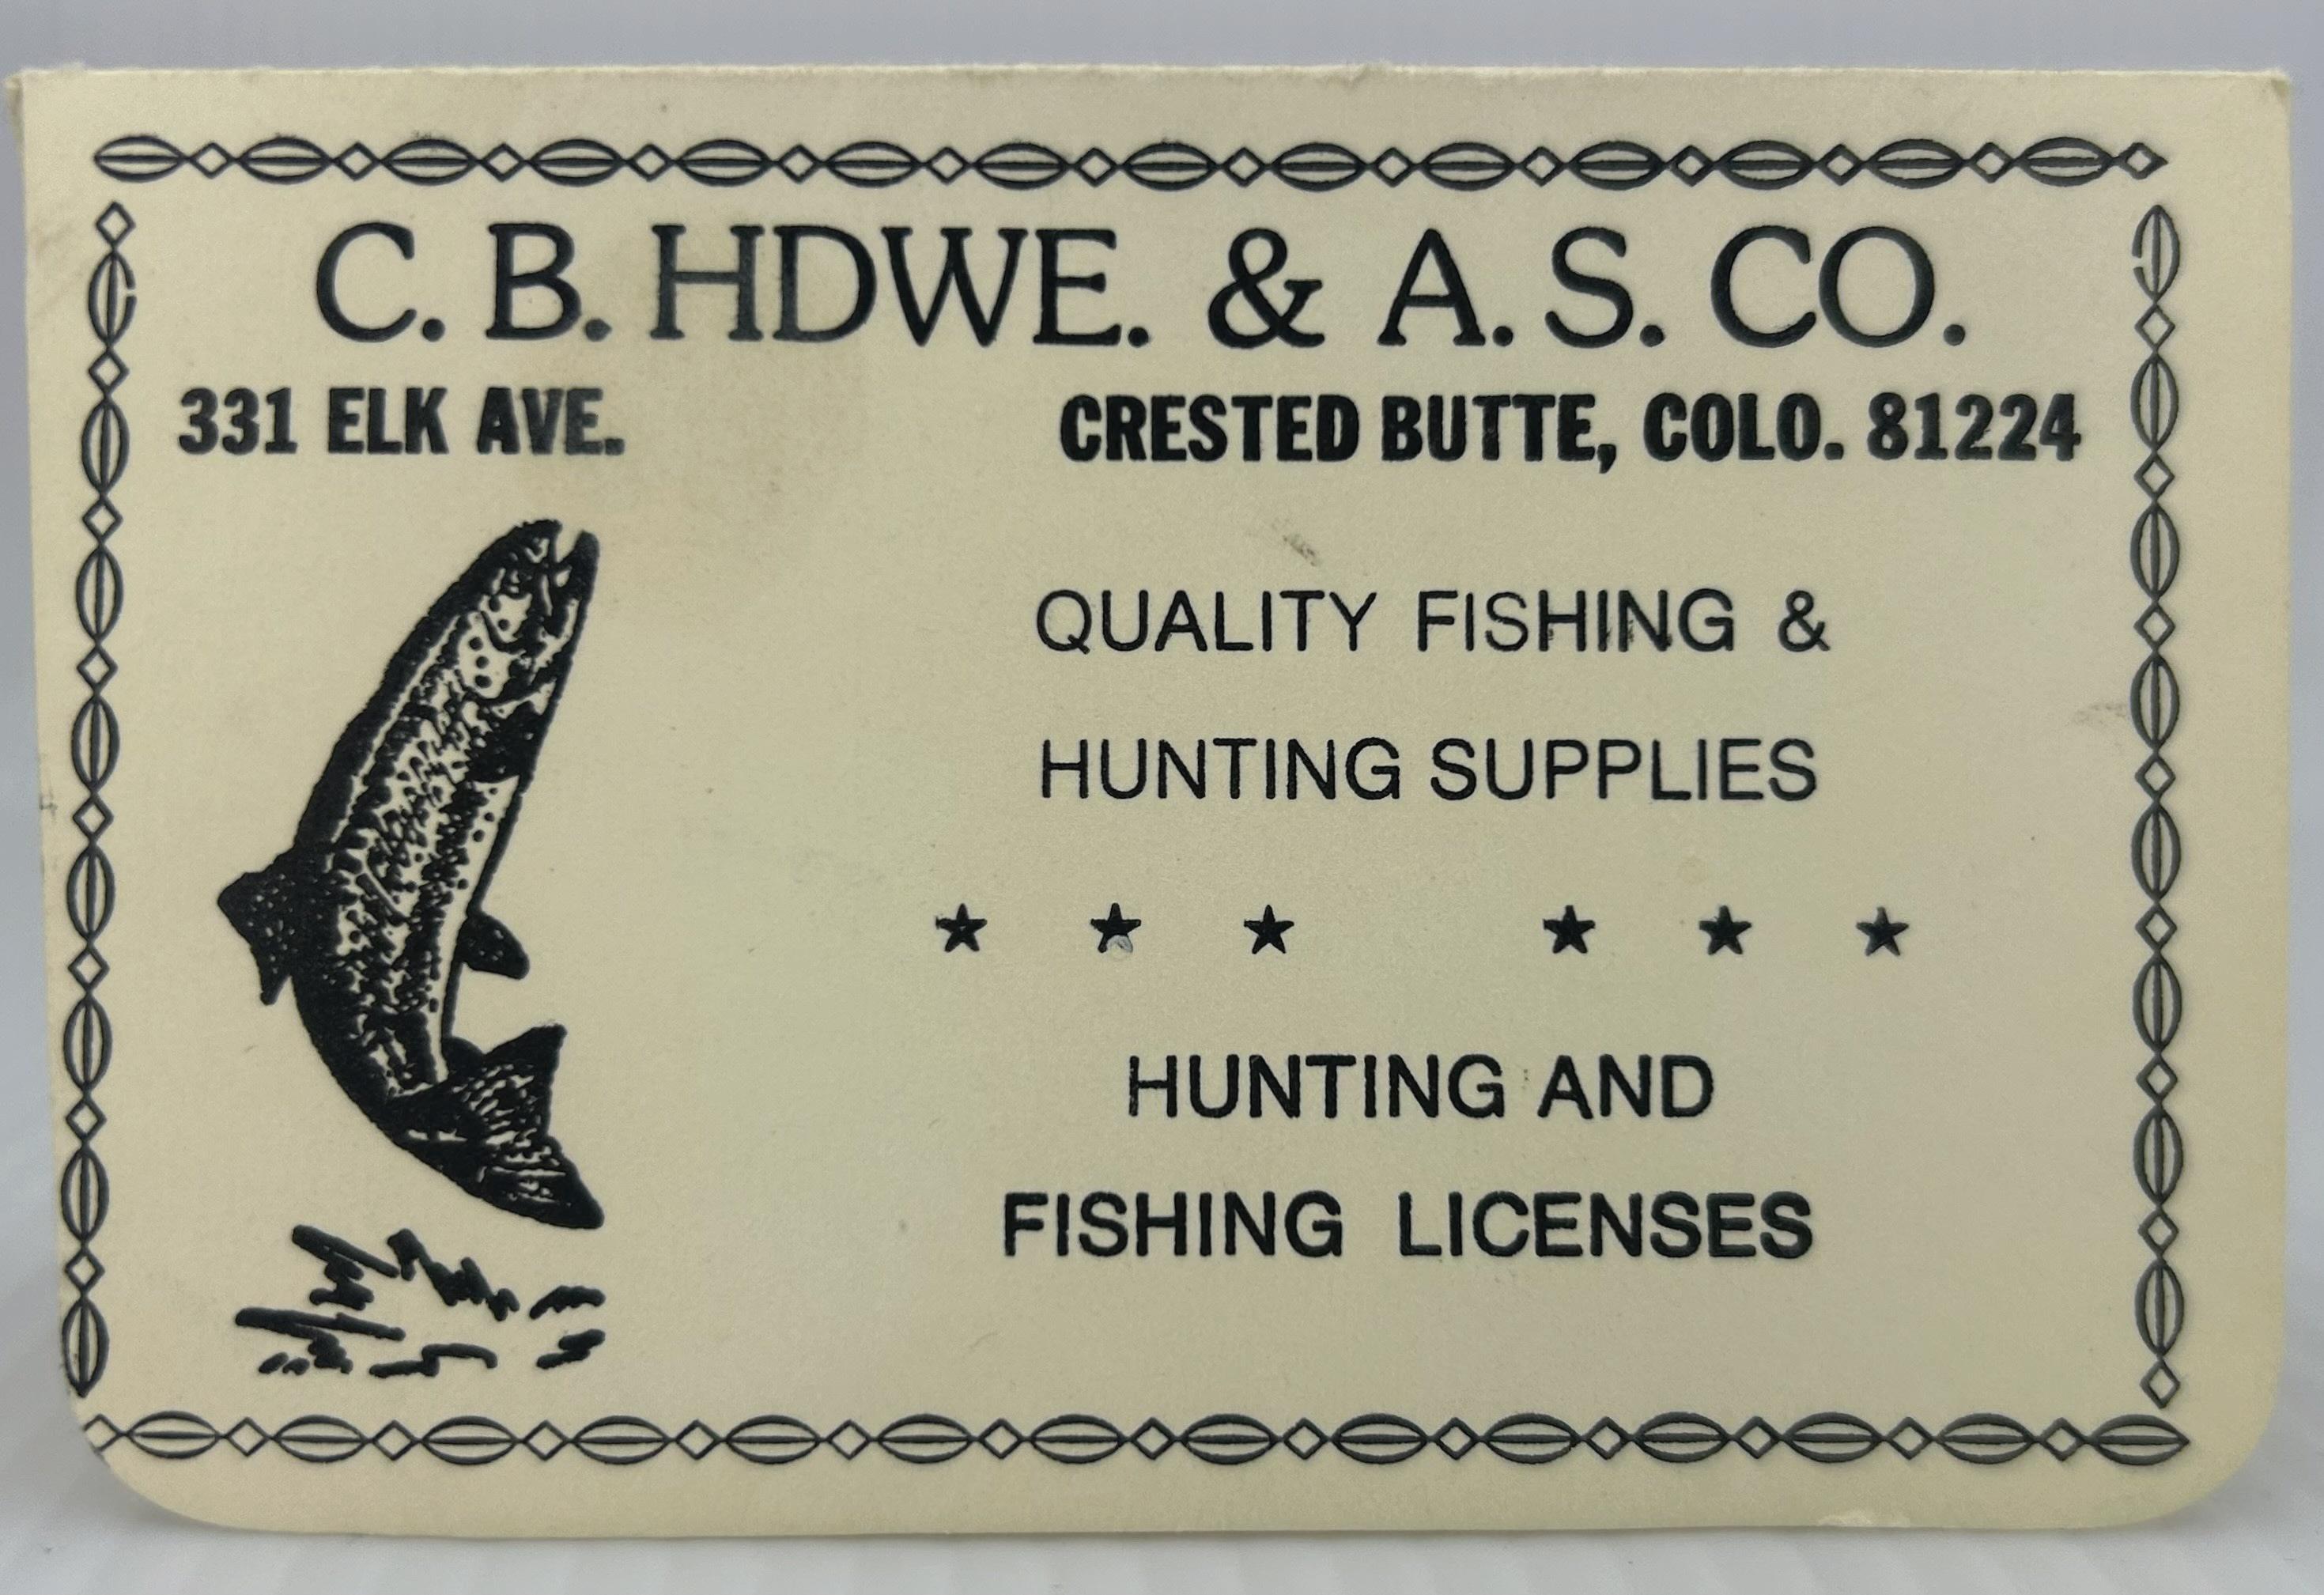 C. B. HDWE. & A. S. CO.
331 ELK AVE. CRESTED BUTTE, COLO. 81224
QUALITY FISHING &
HUNTING SUPPLIES
★ ★ ★ ★ ★ ★
HUNTING AND
FISHING LICENSES